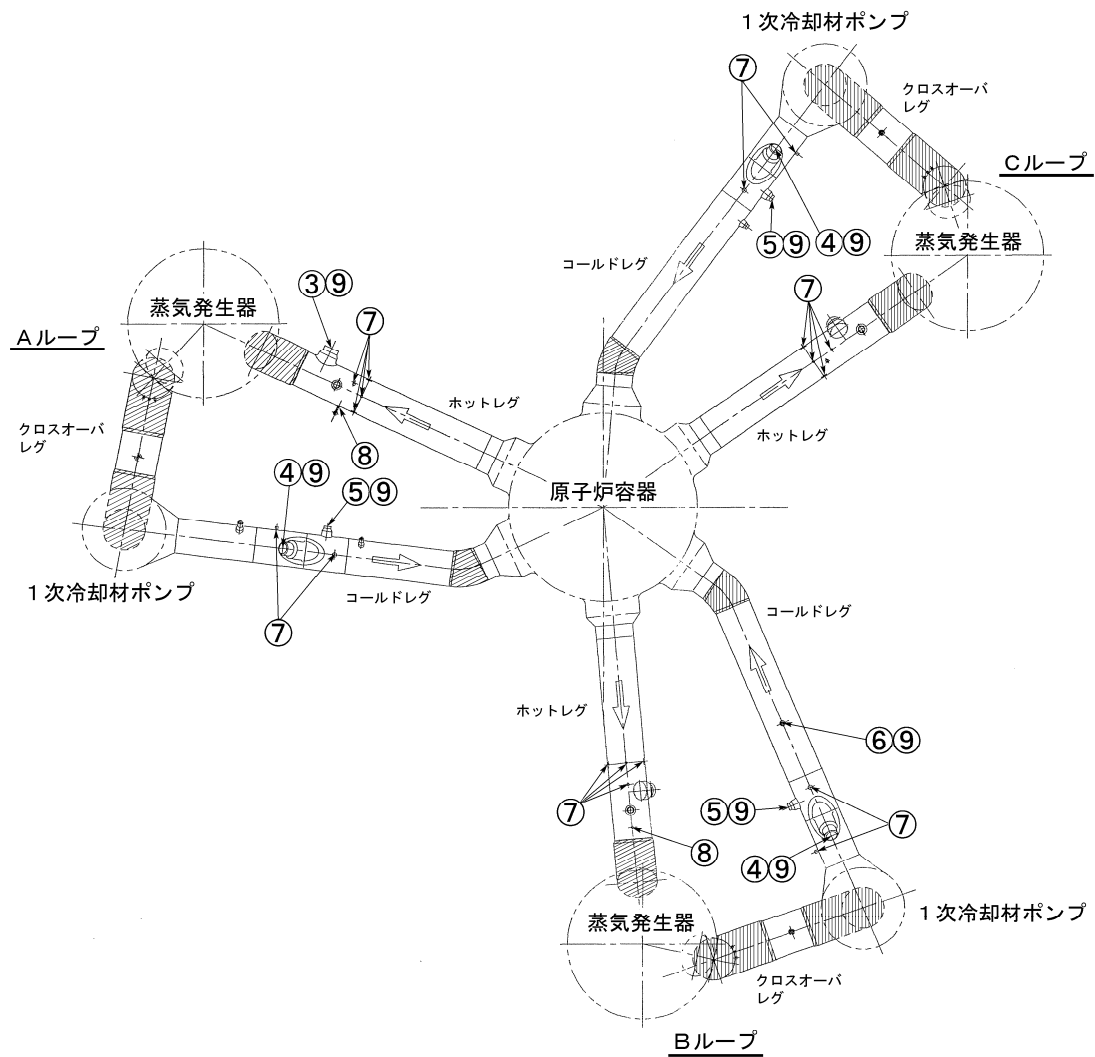 1次冷却材ポンプ
⑦
クロスオーバ
レグ
Cループ
⑤⑨
④⑨
蒸気発生器
コールドレグ
⑦
ホットレグ
蒸気発生器
③⑨
⑦
Aループ
ホットレグ
クロスオーバ
レグ
⑧
④⑨
⑤⑨
原子炉容器
1次冷却材ポンプ
コールドレグ
⑦
コールドレグ
ホットレグ
⑥⑨
⑦
⑤⑨
⑦
⑧
④⑨
蒸気発生器
1次冷却材ポンプ
クロスオーバ
レグ
Bループ